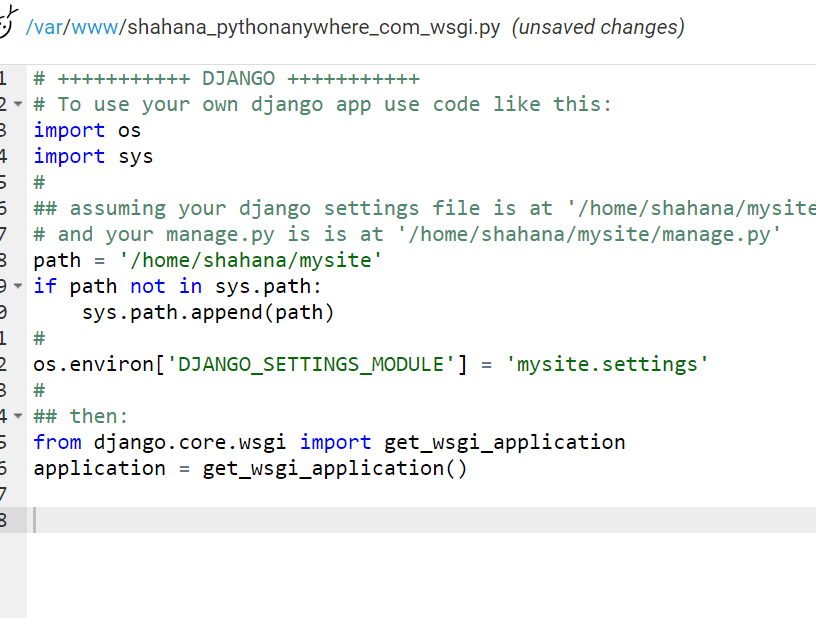 /var/www/shahana_pythonanywhere_com_wsgi.py (unsaved changes)
1 # +++++++++++ DJANGO +++++++++++
2 # To use your own django app use code like this:
3 import os
4 import sys
5 #
6 ## assuming your django settings file is at '/home/shahana/mysite
7 # and your manage.py is is at '/home/shahana/mysite/manage.py'
8 path = '/home/shahana/mysite'
9 if path not in sys.path:
0     sys.path.append(path)
1 #
2 os.environ['DJANGO_SETTINGS_MODULE'] = 'mysite.settings'
3 #
4 ## then:
5 from django.core.wsgi import get_wsgi_application
6 application = get_wsgi_application()
7
8